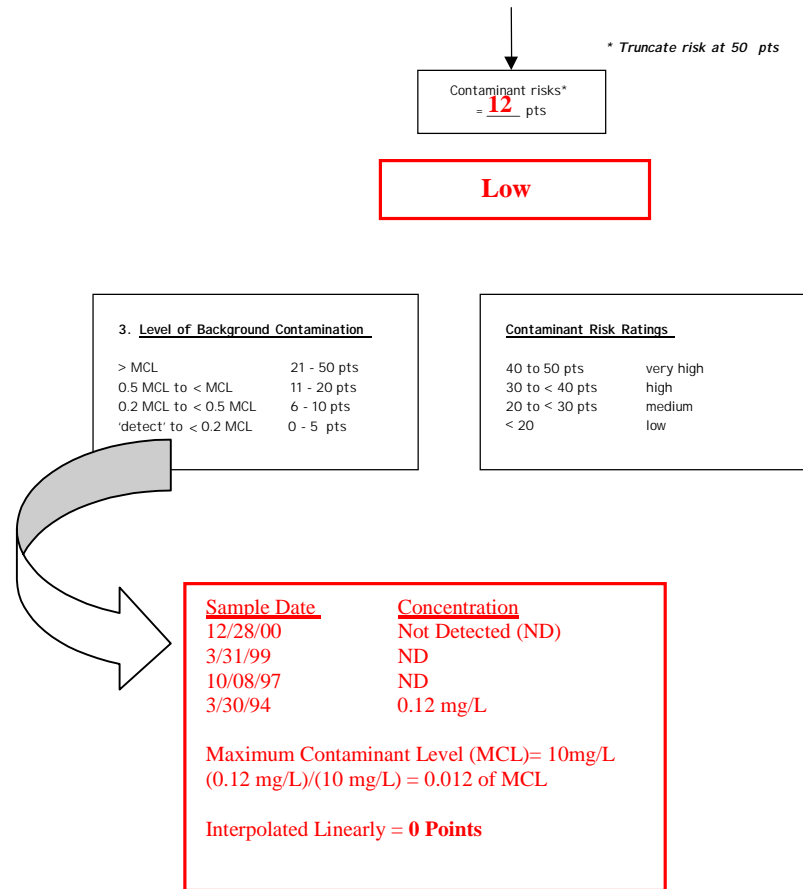 * Truncate risk at 50 pts
Contaminant risks*
= 12 pts
Low
3. Level of Background Contamination
> MCL 21 - 50 pts
0.5 MCL to < MCL 11 - 20 pts
0.2 MCL to < 0.5 MCL 6 - 10 pts
'detect' to < 0.2 MCL 0 - 5 pts
Contaminant Risk Ratings
40 to 50 pts very high
30 to < 40 pts high
20 to < 30 pts medium
< 20 low
Sample Date Concentration
12/28/00 Not Detected (ND)
3/31/99 ND
10/08/97 ND
3/30/94 0.12 mg/L
Maximum Contaminant Level (MCL)= 10mg/L
(0.12 mg/L)/(10 mg/L) = 0.012 of MCL
Interpolated Linearly = 0 Points